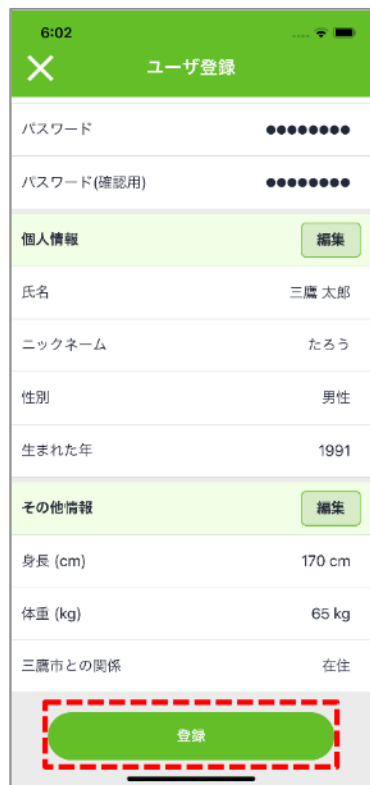 6:02
ユーザ登録
パスワード ●●●●●●●●
パスワード(確認用) ●●●●●●●●
個人情報 編集
氏名 三鷹 太郎
ニックネーム たろう
性別 男性
生まれた年 1991
その他情報 編集
身長 (cm) 170 cm
体重 (kg) 65 kg
三鷹市との関係 在住
登録